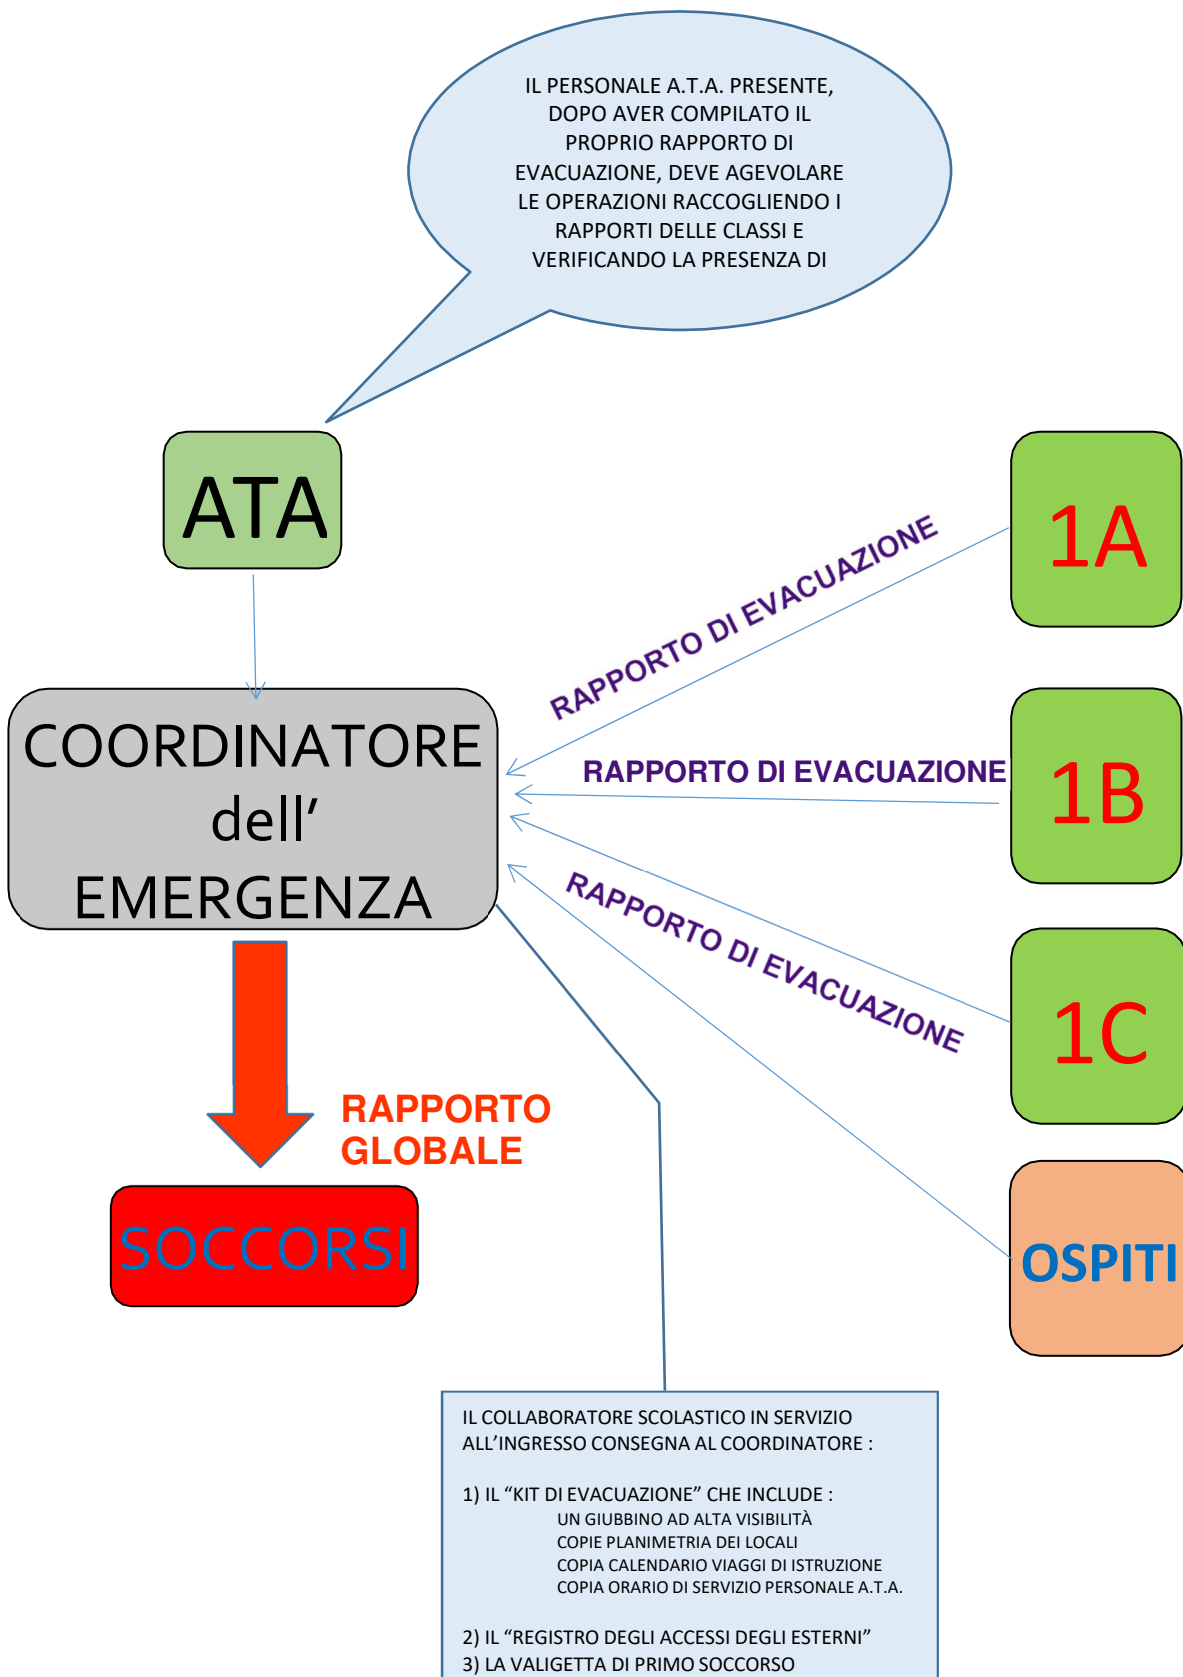 IL PERSONALE A.T.A. PRESENTE,
DOPO AVER COMPILATO IL
PROPRIO RAPPORTO DI
EVACUAZIONE, DEVE AGEVOLARE
LE OPERAZIONI RACCOGLIENDO I
RAPPORTI DELLE CLASSI E
VERIFICANDO LA PRESENZA DI
ATA
1A
RAPPORTO DI EVACUAZIONE
COORDINATORE
dell’
EMERGENZA
RAPPORTO DI EVACUAZIONE
1B
RAPPORTO DI EVACUAZIONE
1C
RAPPORTO
GLOBALE
SOCCORSI
OSPITI
IL COLLABORATORE SCOLASTICO IN SERVIZIO
ALL’INGRESSO CONSEGNA AL COORDINATORE :
1) IL “KIT DI EVACUAZIONE” CHE INCLUDE :
UN GIUBBINO AD ALTA VISIBILITÀ
COPIE PLANIMETRIA DEI LOCALI
COPIA CALENDARIO VIAGGI DI ISTRUZIONE
COPIA ORARIO DI SERVIZIO PERSONALE A.T.A.
2) IL “REGISTRO DEGLI ACCESSI DEGLI ESTERNI”
3) LA VALIGETTA DI PRIMO SOCCORSO